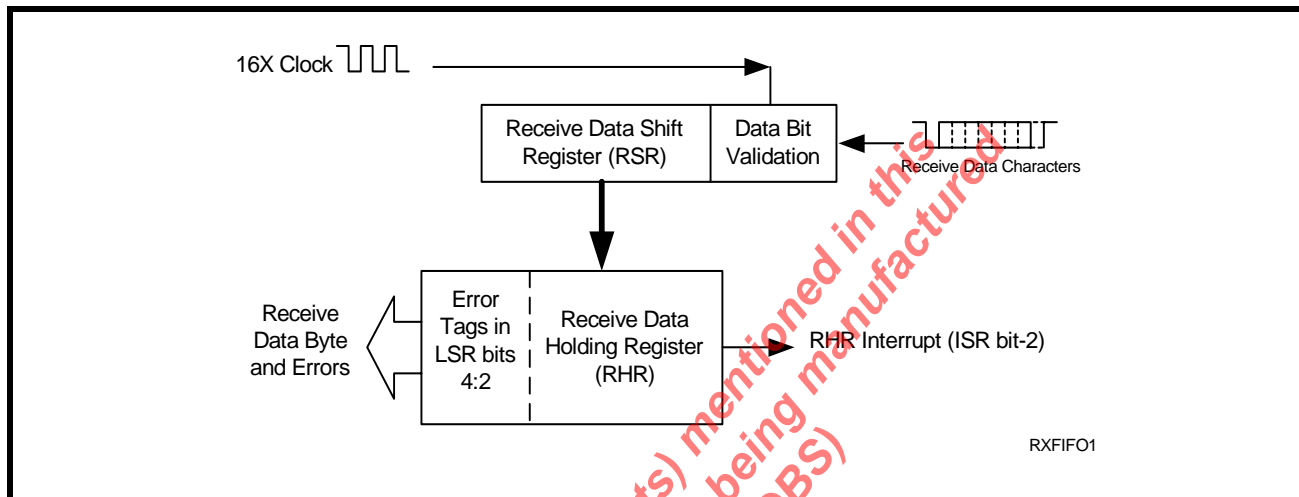 16X Clock
Receive Data Shift
Register (RSR)
Data Bit
Validation
Receive Data Characters
Receive
Data Byte
and Errors
Error
Tags in
LSR bits
4:2
Receive Data
Holding Register
(RHR)
RHR Interrupt (ISR bit-2)
RXFIFO1
mentioned in this
being manufactured